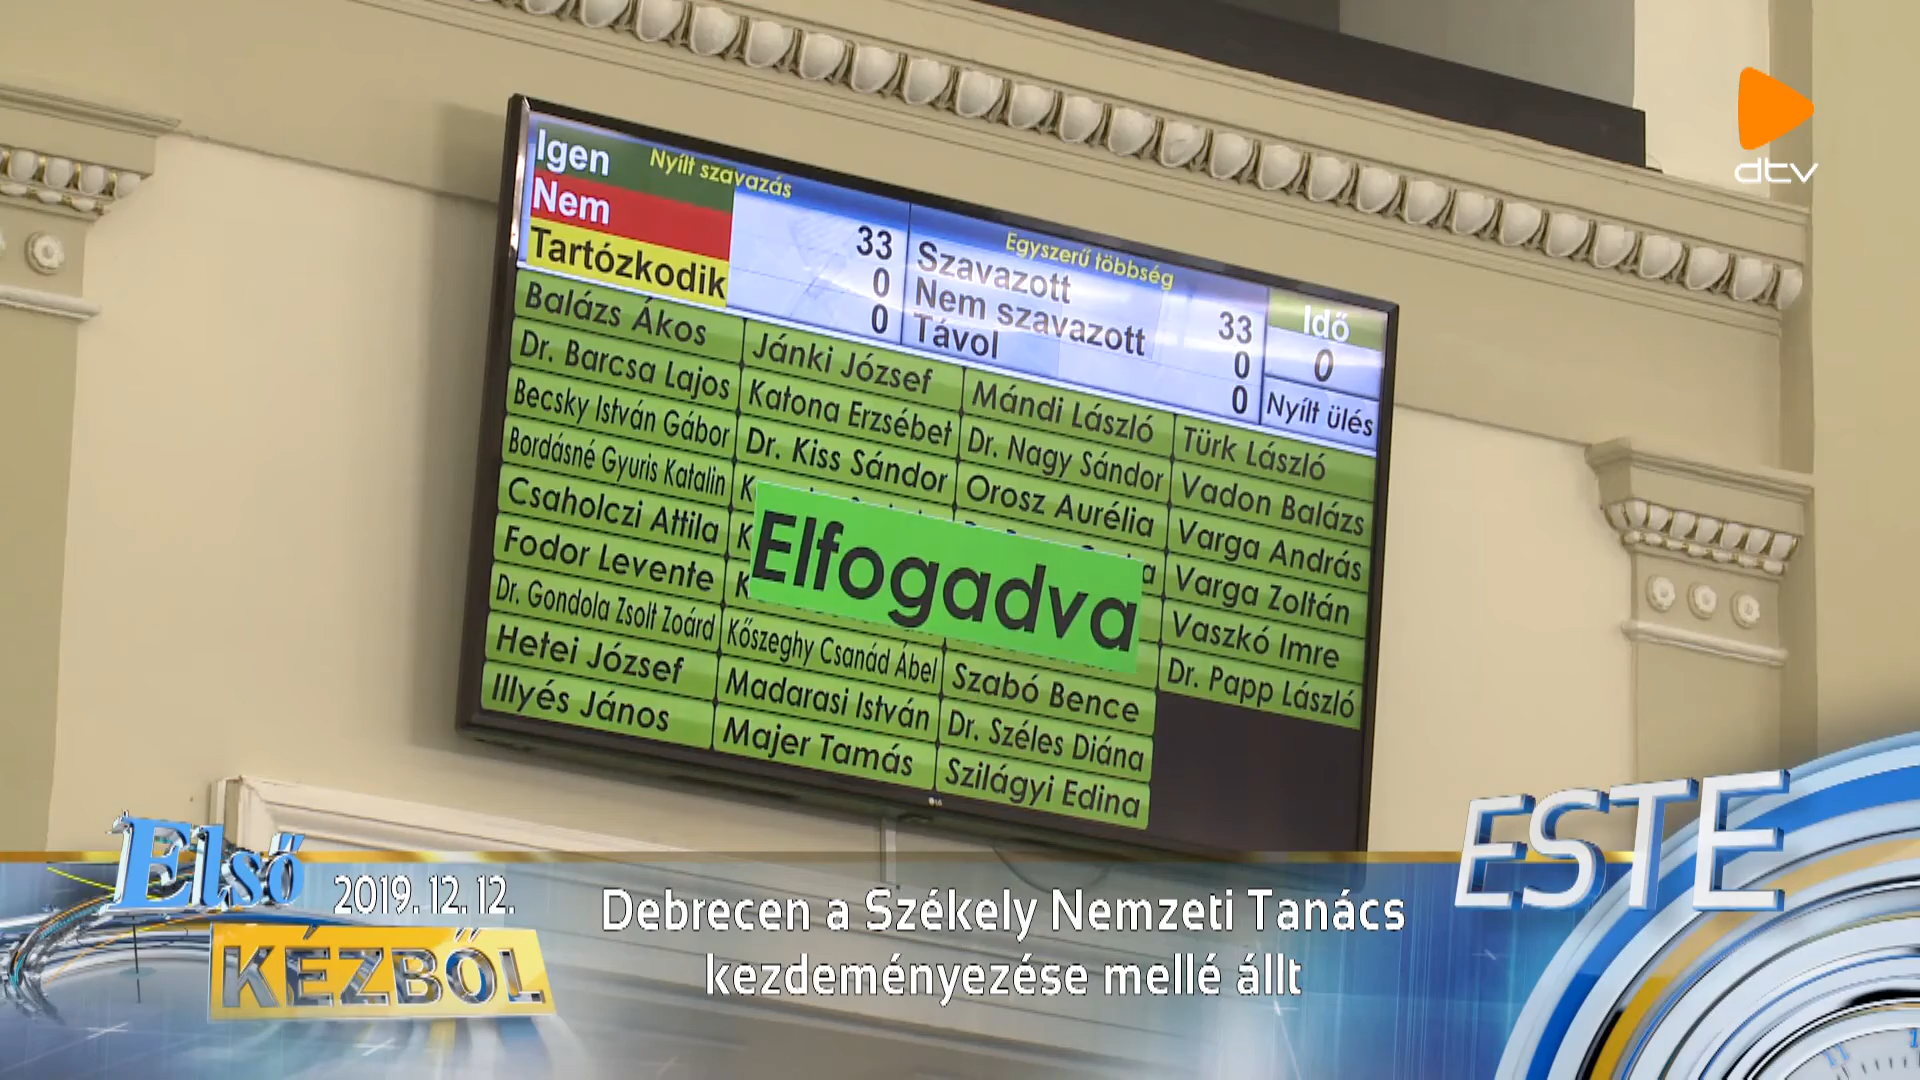 dtv
Igen
Nem
Tartózkodik
Nyílt szavazás
33
0
0
Egyszerű többség
Szavazott
Nem szavazott
Távol
33
0
0
Idő
0
Nyílt ülés
Balázs Ákos
Dr. Barcsa Lajos
Becsky István Gábor
Bordásné Gyuris Katalin
Csaholczi Attila
Fodor Levente
Dr. Gondola Zsolt Zoárd
Hetei József
Illyés János
Jánki József
Katona Erzsébet
Dr. Kiss Sándor
Kőszeghy Csanád Ábel
Madarasi István
Majer Tamás
Mándi László
Dr. Nagy Sándor
Orosz Aurélia
Szabó Bence
Dr. Széles Diána
Szilágyi Edina
Türk László
Vadon Balázs
Varga András
Varga Zoltán
Vaszkó Imre
Dr. Papp László
Elfogadva
LG
Első
KÉZBŐL
2019. 12. 12.
Debrecen a Székely Nemzeti Tanács
kezdeményezése mellé állt
ESTE
11